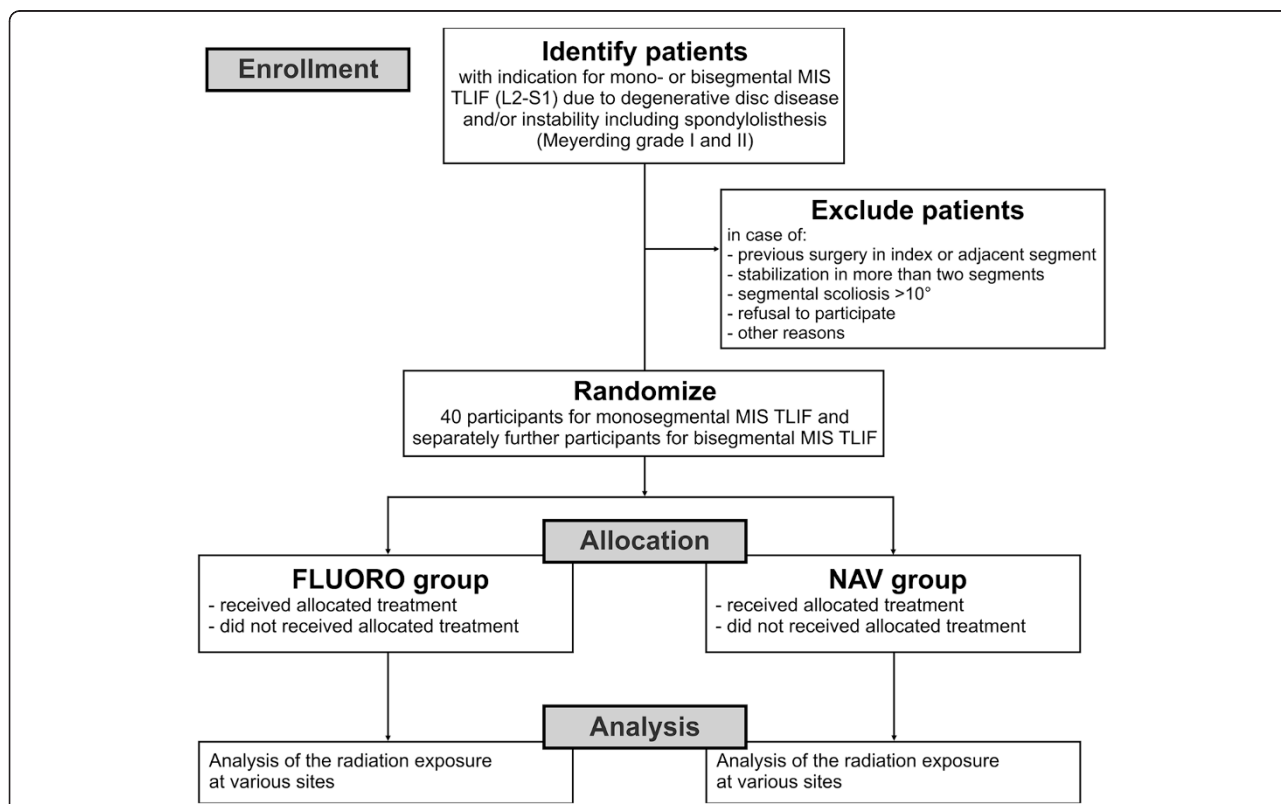 Enrollment
Identify patients
with indication for mono- or bisegmental MIS
TLIF (L2-S1) due to degenerative disc disease
and/or instability including spondylolisthesis
(Meyerding grade I and II)
Exclude patients
in case of:
- previous surgery in index or adjacent segment
- stabilization in more than two segments
- segmental scoliosis >10°
- refusal to participate
- other reasons
Randomize
40 participants for monosegmental MIS TLIF and
separately further participants for bisegmental MIS TLIF
Allocation
FLUORO group
- received allocated treatment
- did not received allocated treatment
NAV group
- received allocated treatment
- did not received allocated treatment
Analysis
Analysis of the radiation exposure
at various sites
Analysis of the radiation exposure
at various sites